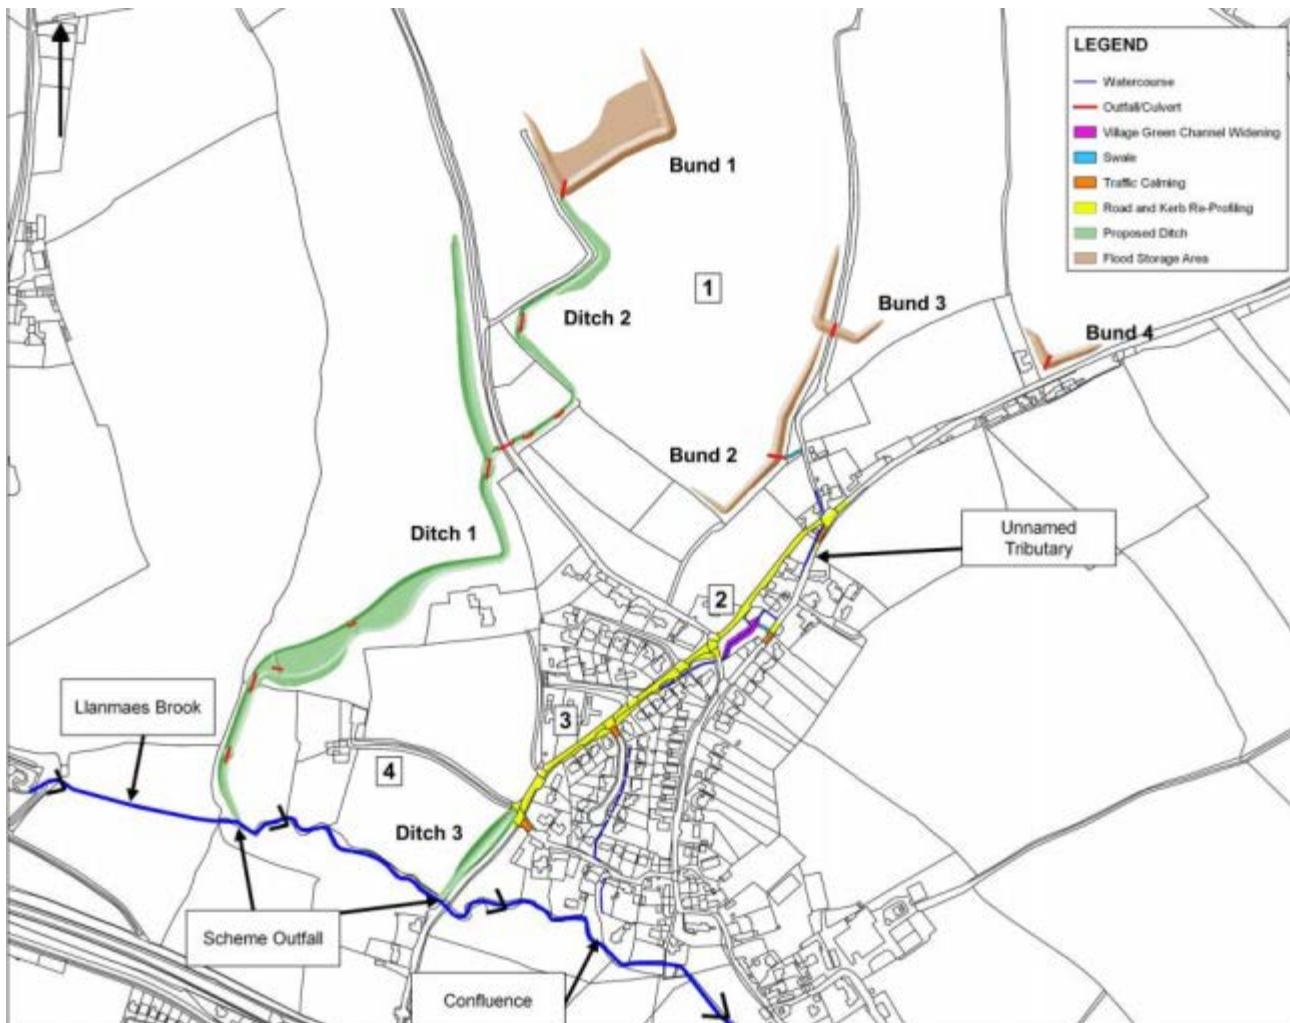 LEGEND
Watercourse
Outfall/Culvert
Village Green Channel Widening
Swale
Traffic Calming
Road and Kerb Re-Profiling
Proposed Ditch
Flood Storage Area
Bund 1
1
Bund 3
Ditch 2
Bund 4
Bund 2
Ditch 1
Unnamed
Tributary
2
Llanmaes Brook
3
4
Ditch 3
Scheme Outfall
Confluence